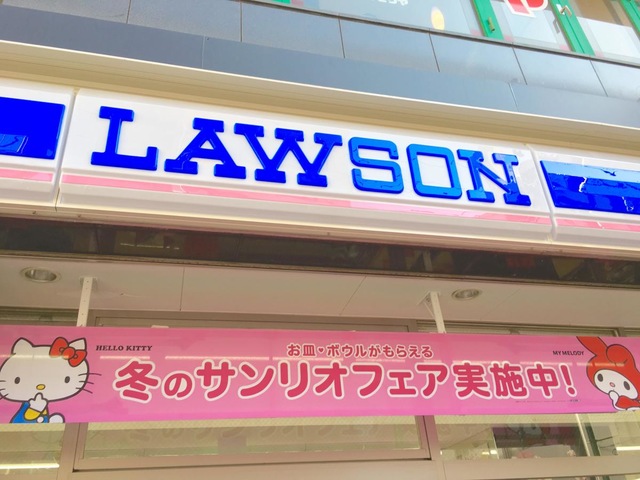 LAWSON
HELLO KITTY
お皿・ボウルがもらえる
MY MELODY
冬のサンリオフェア実施中!